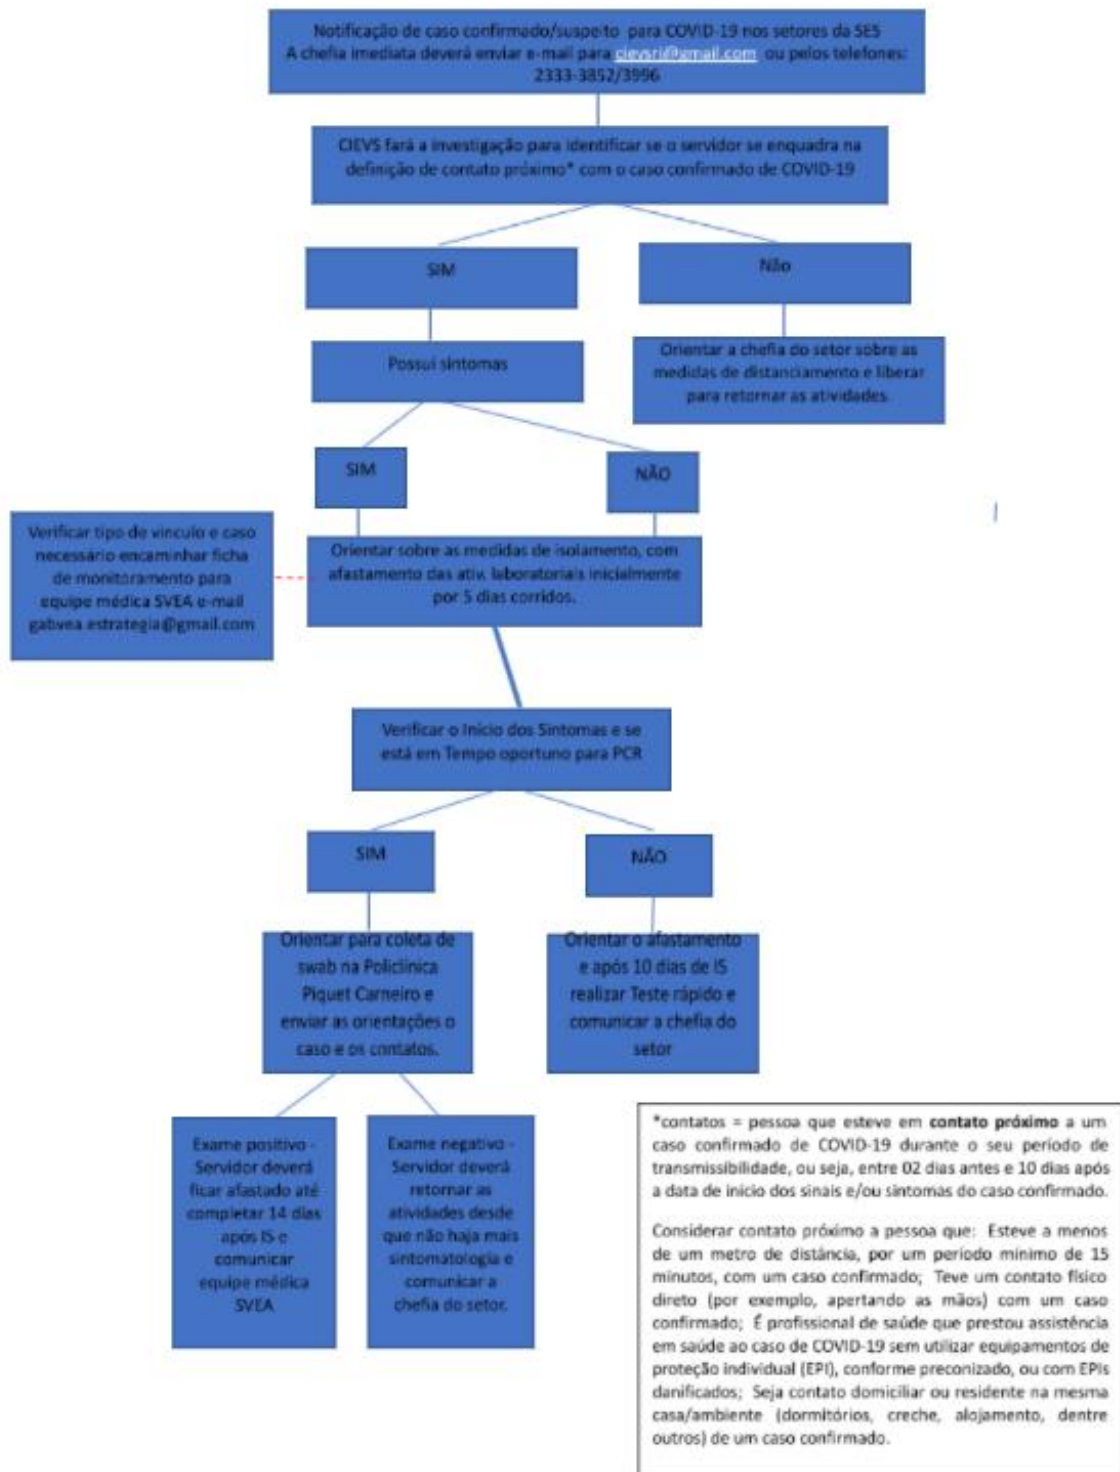 Notificação de caso confirmado/suspeito para COVID-19 nos setores da SES
A chefia imediata deverá enviar e-mail para cievsrj@gmail.com ou pelos telefones:
2333-3852/3996
CIEVS fará a investigação para identificar se o servidor se enquadra na
definição de contato próximo* com o caso confirmado de COVID-19
SIM
Não
Possui sintomas
Orientar a chefia do setor sobre as
medidas de distanciamento e liberar
para retornar as atividades.
SIM
NÃO
Verificar tipo de vinculo e caso
necessário encaminhar ficha
de monitoramento para
equipe médica SVEA e-mail
gabvea.estrategia@gmail.com
Orientar sobre as medidas de isolamento, com
afastamento das ativ. laboratoriais inicialmente
por 5 dias corridos.
Verificar o Início dos Sintomas e se
está em Tempo oportuno para PCR
SIM
NÃO
Orientar para coleta de
swab na Policlínica
Piquet Carneiro e
enviar as orientações o
caso e os contatos.
Orientar o afastamento
e após 10 dias de IS
realizar Teste rápido e
comunicar a chefia do
setor
Exame positivo -
Servidor deverá
ficar afastado até
completar 14 dias
após IS e
comunicar
equipe médica
SVEA
Exame negativo -
Servidor deverá
retornar as
atividades desde
que não haja mais
sintomatologia e
comunicar a
chefia do setor.
*contatos = pessoa que esteve em contato próximo a um
caso confirmado de COVID-19 durante o seu período de
transmissibilidade, ou seja, entre 02 dias antes e 10 dias após
a data de início dos sinais e/ou sintomas do caso confirmado.
Considerar contato próximo a pessoa que: Esteve a menos
de um metro de distância, por um período mínimo de 15
minutos, com um caso confirmado; Teve um contato físico
direto (por exemplo, apertando as mãos) com um caso
confirmado; É profissional de saúde que prestou assistência
em saúde ao caso de COVID-19 sem utilizar equipamentos de
proteção individual (EPI), conforme preconizado, ou com EPIs
danificados; Seja contato domiciliar ou residente na mesma
casa/ambiente (dormitórios, creche, alojamento, dentre
outros) de um caso confirmado.